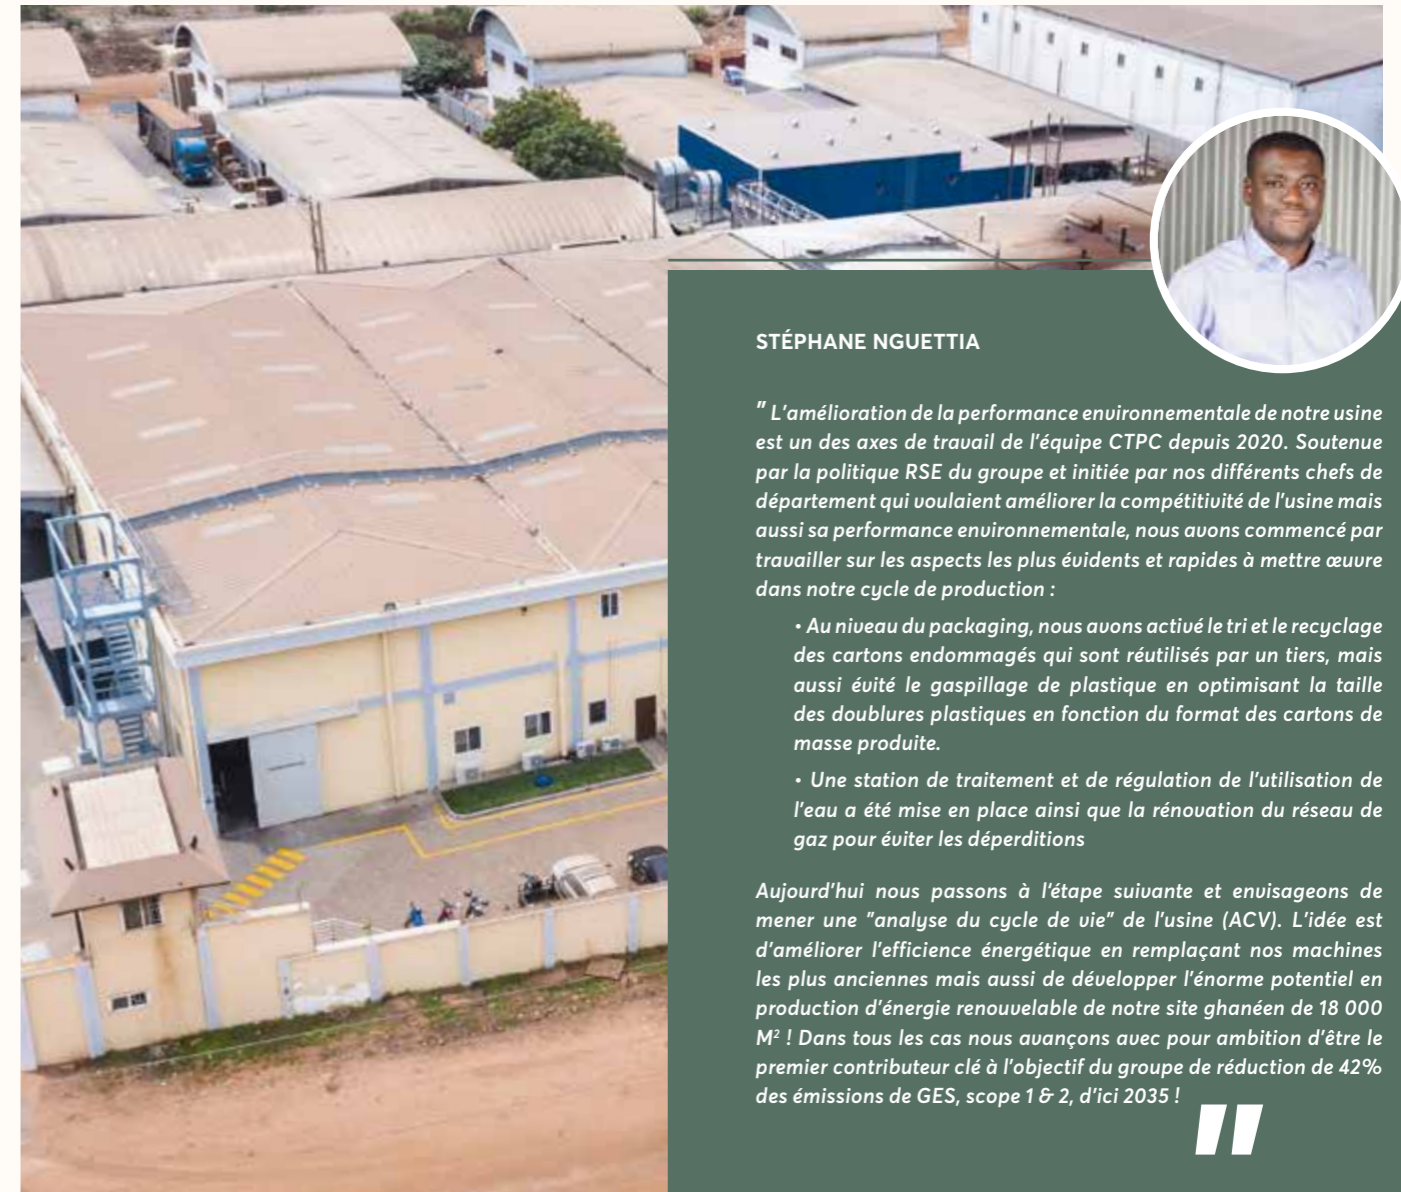 STÉPHANE NGUETTIA
" L'amélioration de la performance environnementale de notre usine
est un des axes de travail de l'équipe CTPC depuis 2020. Soutenue
par la politique RSE du groupe et initiée par nos différents chefs de
département qui voulaient améliorer la compétitivité de l'usine mais
aussi sa performance environnementale, nous avons commencé par
travailler sur les aspects les plus évidents et rapides à mettre œuvre
dans notre cycle de production :
• Au niveau du packaging, nous avons activé le tri et le recyclage
des cartons endommagés qui sont réutilisés par un tiers, mais
aussi évité le gaspillage de plastique en optimisant la taille
des doublures plastiques en fonction du format des cartons de
masse produite.
• Une station de traitement et de régulation de l'utilisation de
l'eau a été mise en place ainsi que la rénovation du réseau de
gaz pour éviter les déperditions
Aujourd'hui nous passons à l'étape suivante et envisageons de
mener une "analyse du cycle de vie" de l'usine (ACV). L'idée est
d'améliorer l'efficience énergétique en remplaçant nos machines
les plus anciennes mais aussi de développer l'énorme potentiel en
production d'énergie renouvelable de notre site ghanéen de 18 000
M² ! Dans tous les cas nous avançons avec pour ambition d'être le
premier contributeur clé à l'objectif du groupe de réduction de 42%
des émissions de GES, scope 1 & 2, d'ici 2035 !
"